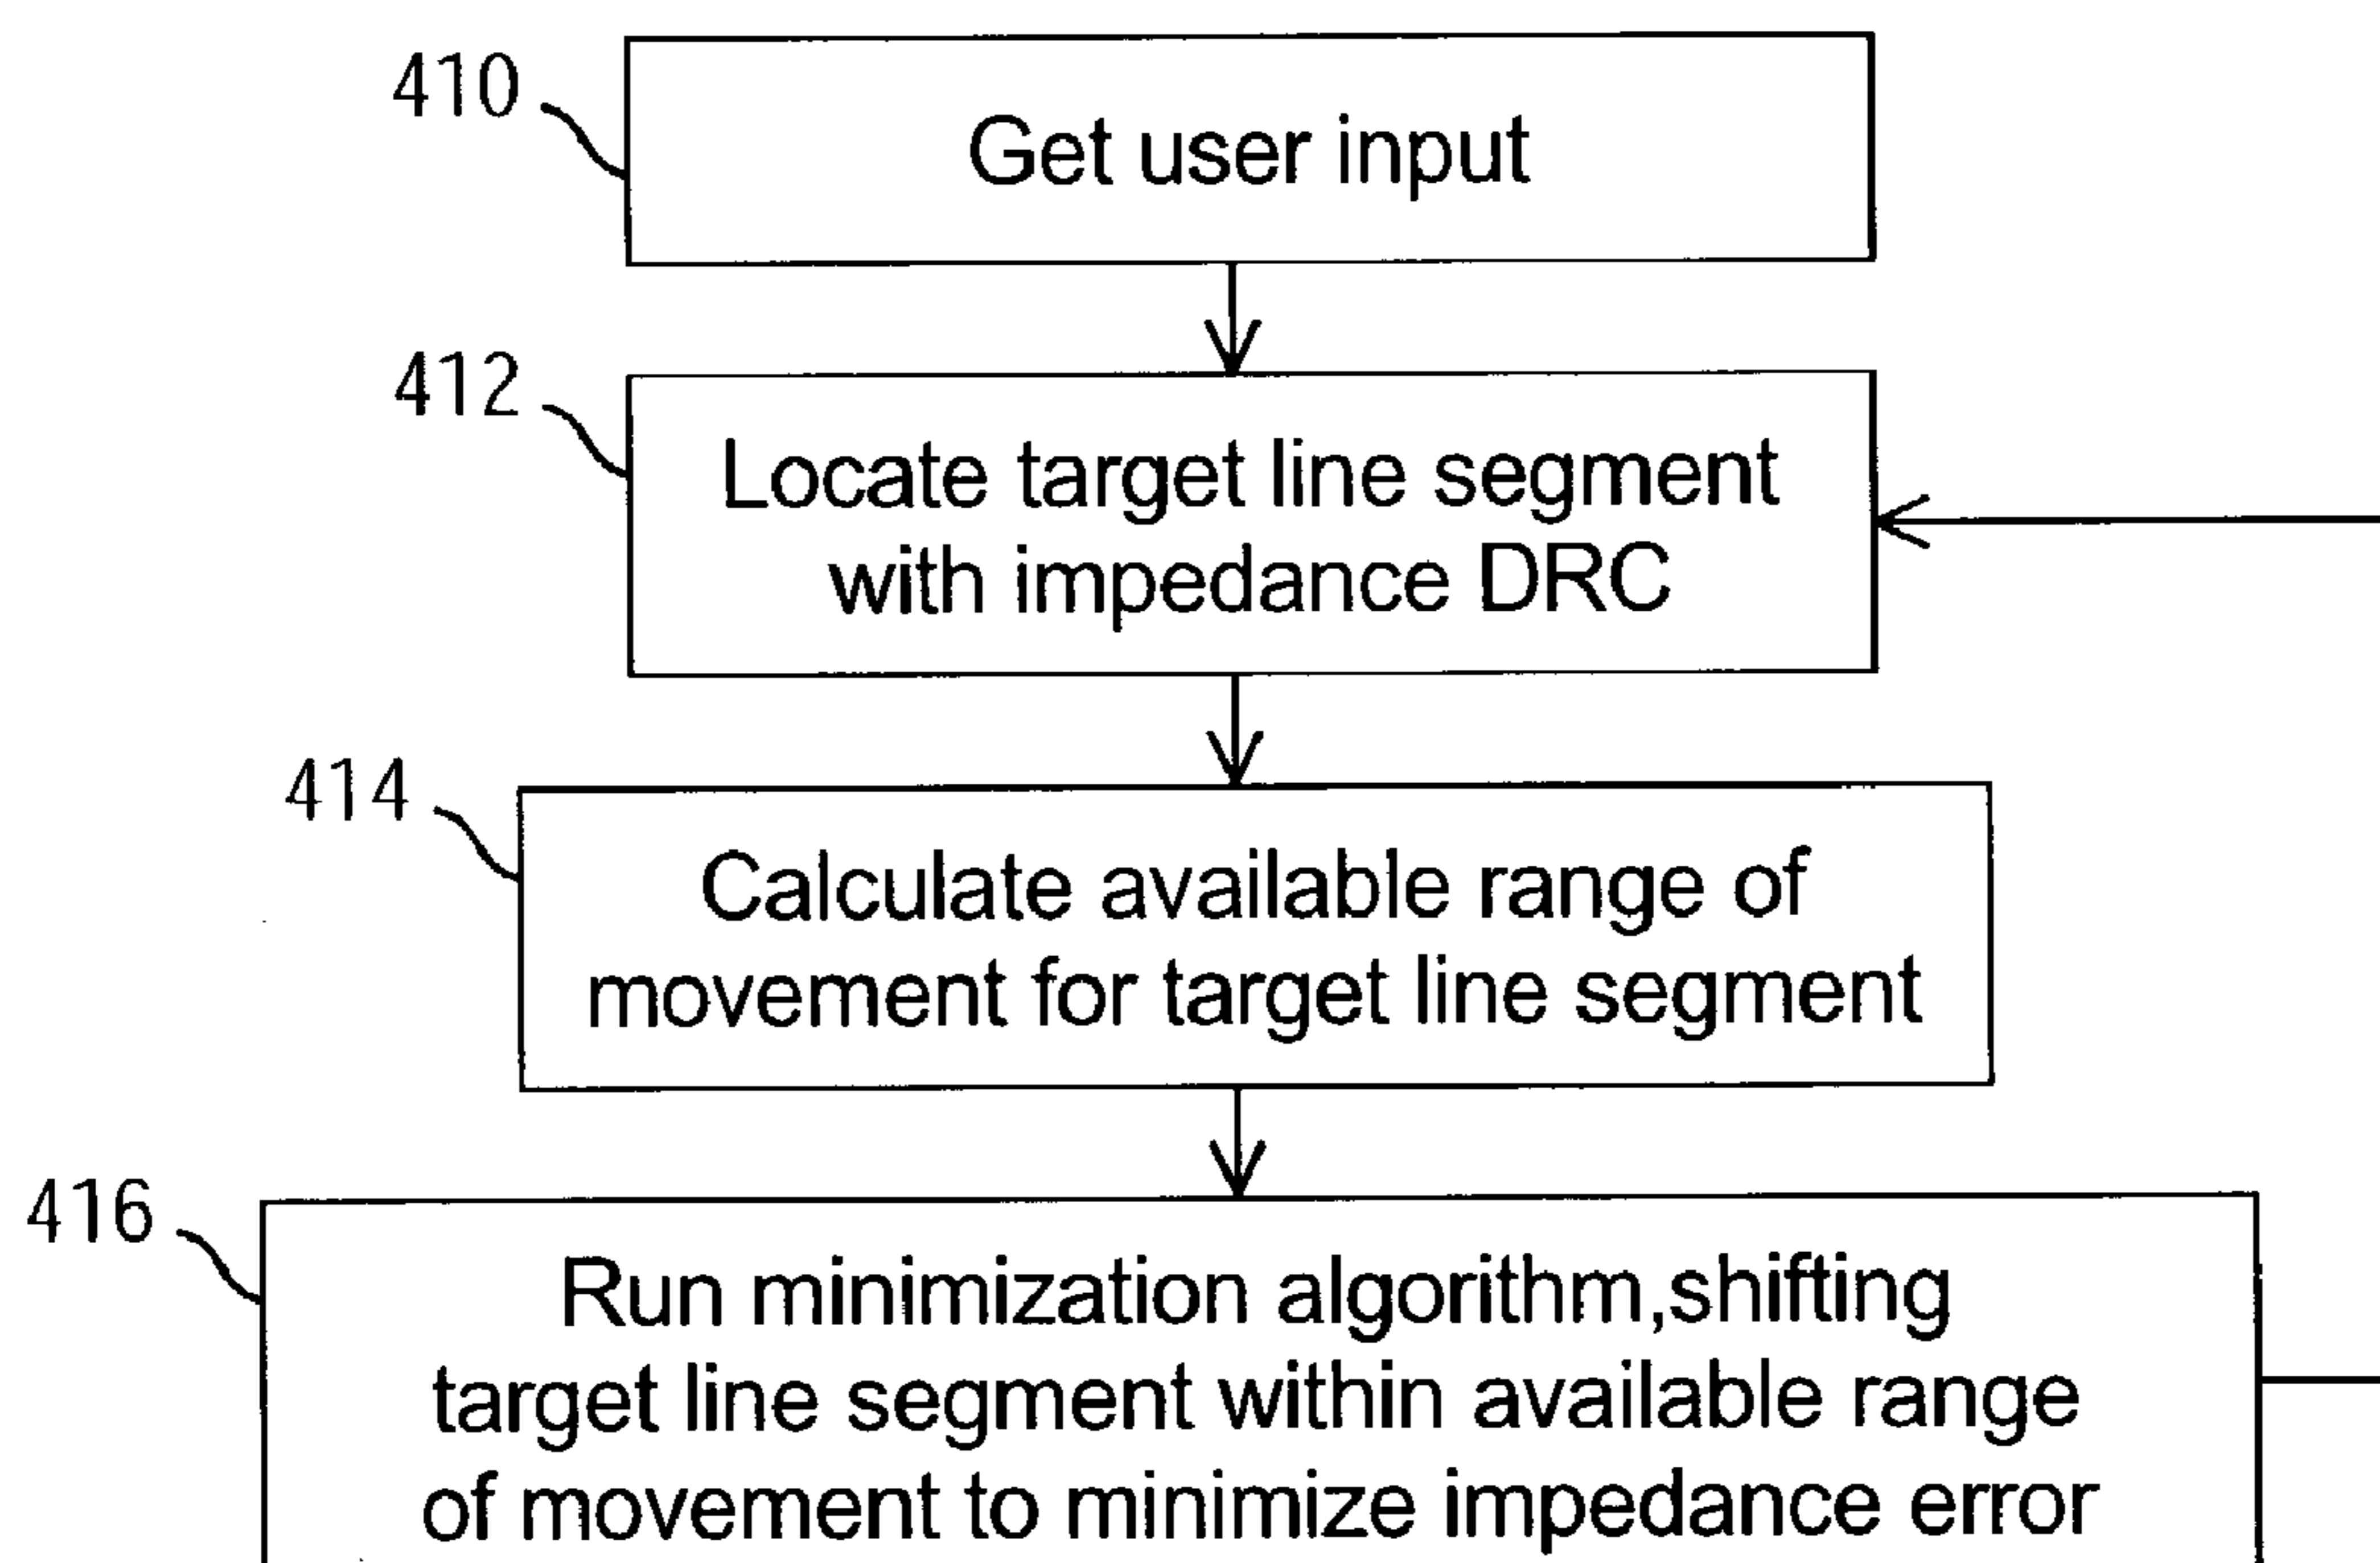 410
Get user input
412
Locate target line segment
with impedance DRC
414
Calculate available range of
movement for target line segment
416
Run minimization algorithm,shifting
target line segment within available range
of movement to minimize impedance error